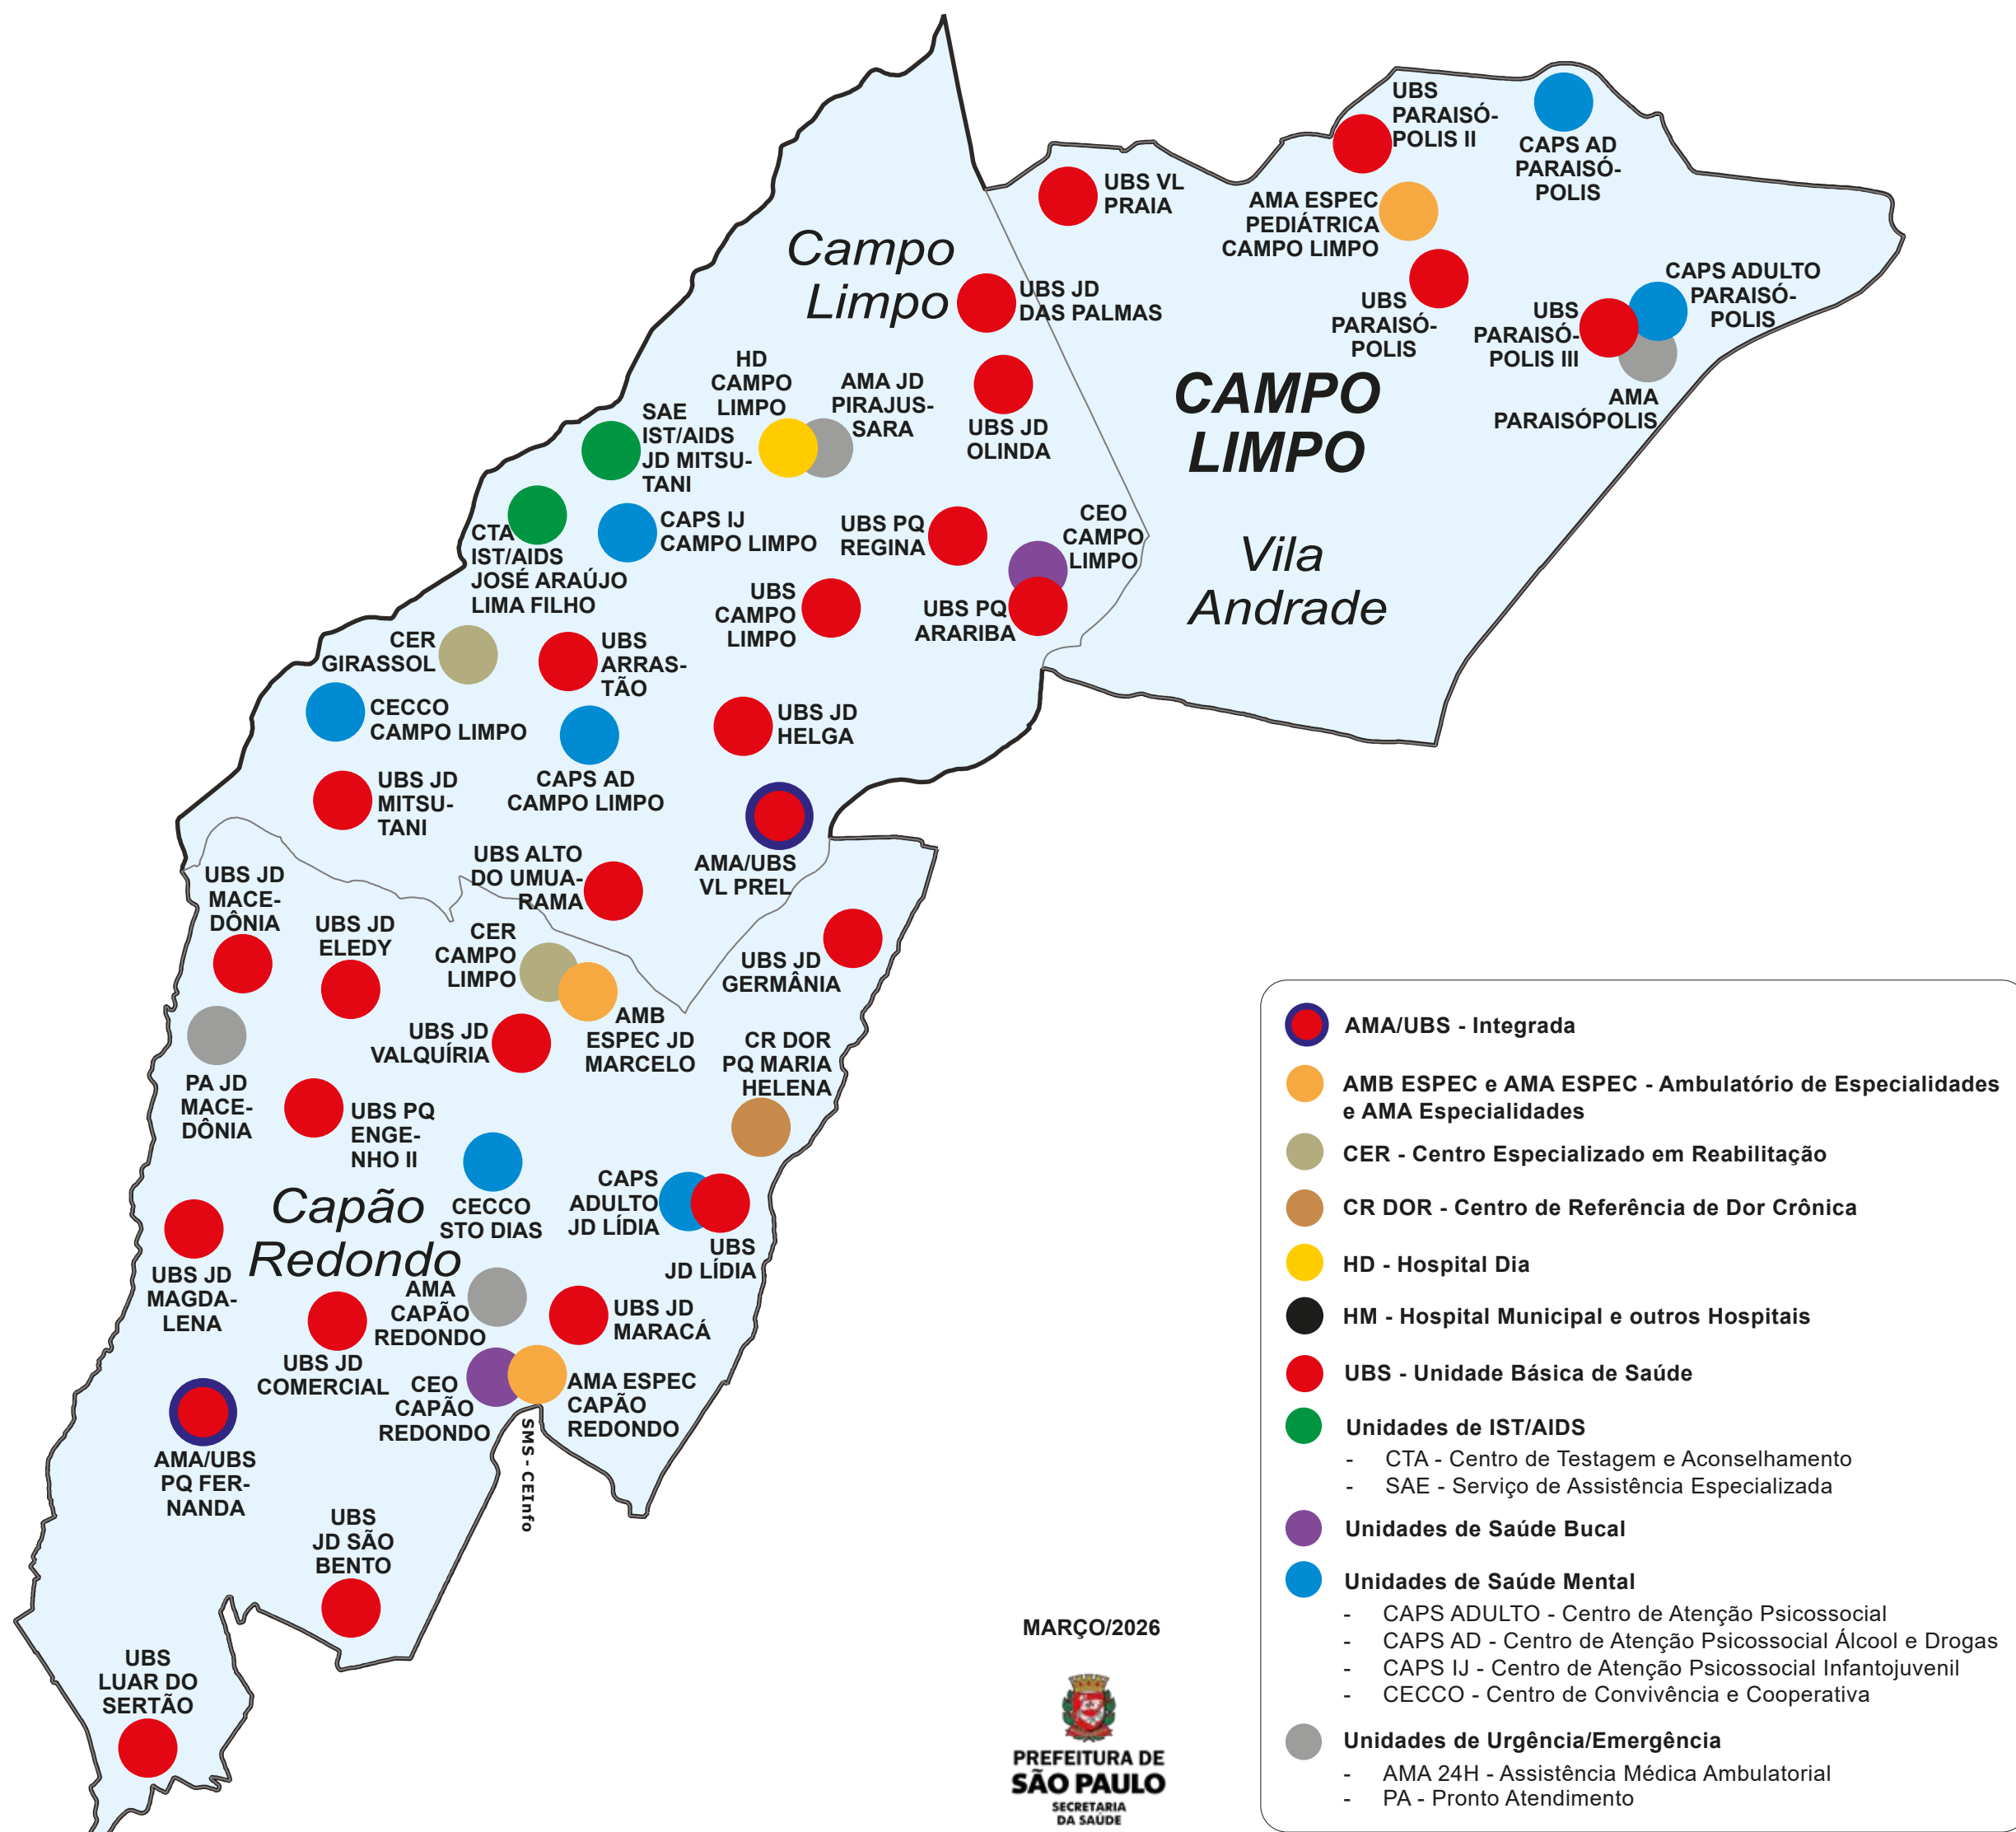 UBS
PARAISÓ-
POLIS II
CAPS AD
PARAISÓ-
POLIS
UBS VL
PRAIA
AMA ESPEC
PEDIÁTRICA
CAMPO LIMPO
Campo
Limpo
UBS JD
DAS PALMAS
UBS
PARAISÓ-
POLIS
CAPS ADULTO
PARAISÓ-
POLIS
UBS
PARAISÓ-
POLIS III
AMA
PARAISÓPOLIS
HD
CAMPO
LIMPO
AMA JD
PIRAJUS-
SARA
CAMPO
LIMPO
SAE
IST/AIDS
JD MITSU-
TANI
UBS JD
OLINDA
CTA
IST/AIDS
JOSÉ ARAÚJO
LIMA FILHO
CAPS IJ
CAMPO LIMPO
UBS PQ
REGINA
CEO
CAMPO
LIMPO
Vila
Andrade
UBS
CAMPO
LIMPO
UBS PQ
ARARIBA
CER
GIRASSOL
UBS
ARRAS-
TÃO
CECCO
CAMPO LIMPO
UBS JD
HELGA
CAPS AD
CAMPO LIMPO
UBS JD
MITSU-
TANI
AMA/UBS
VL PREL
UBS ALTO
DO UMUA-
RAMA
UBS JD
MACE-
DÔNIA
UBS JD
ELEDY
CER
CAMPO
LIMPO
UBS JD
GERMÂNIA
AMB
ESPEC JD
MARCELO
UBS JD
VALQUÍRIA
CR DOR
PQ MARIA
HELENA
PA JD
MACE-
DÔNIA
UBS PQ
ENGE-
NHO II
CECCO
STO DIAS
CAPS
ADULTO
JD LÍDIA
UBS
JD LÍDIA
Capão
Redondo
UBS JD
MAGDA-
LENA
AMA
CAPÃO
REDONDO
UBS JD
MARACÁ
UBS JD
COMERCIAL
CEO
CAPÃO
REDONDO
AMA ESPEC
CAPÃO
REDONDO
SMS - CEInfo
AMA/UBS
PQ FER-
NANDA
UBS
JD SÃO
BENTO
UBS
LUAR DO
SERTÃO
AMA/UBS - Integrada
AMB ESPEC e AMA ESPEC - Ambulatório de Especialidades
e AMA Especialidades
CER - Centro Especializado em Reabilitação
CR DOR - Centro de Referência de Dor Crônica
HD - Hospital Dia
HM - Hospital Municipal e outros Hospitais
UBS - Unidade Básica de Saúde
Unidades de IST/AIDS
- CTA - Centro de Testagem e Aconselhamento
- SAE - Serviço de Assistência Especializada
Unidades de Saúde Bucal
Unidades de Saúde Mental
- CAPS ADULTO - Centro de Atenção Psicossocial
- CAPS AD - Centro de Atenção Psicossocial Álcool e Drogas
- CAPS IJ - Centro de Atenção Psicossocial Infantojuvenil
- CECCO - Centro de Convivência e Cooperativa
Unidades de Urgência/Emergência
- AMA 24H - Assistência Médica Ambulatorial
- PA - Pronto Atendimento
MARÇO/2026
PREFEITURA DE
SÃO PAULO
SECRETARIA
DA SAÚDE